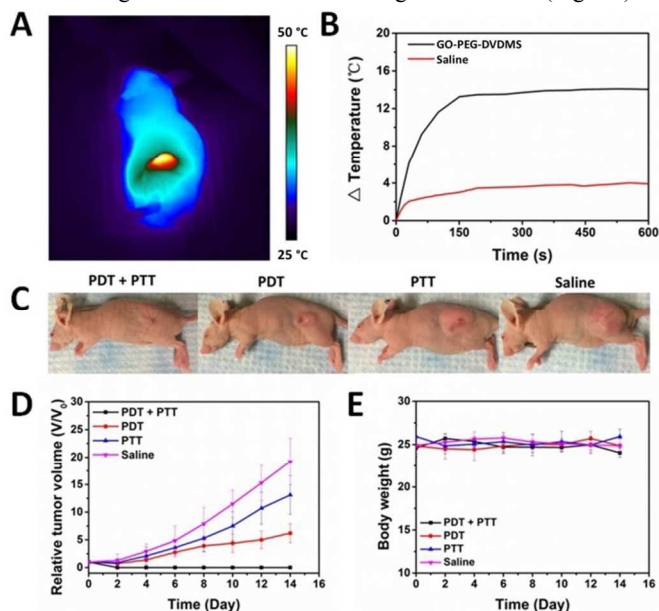 A
50 °C
25 °C
B
GO-PEG-DVDMS
Saline
△ Temperature (℃)
16
12
8
4
0
0 150 300 450 600
Time (s)
C
PDT + PTT PDT PTT Saline
D
PDT + PTT
PDT
PTT
Saline
Relative tumor volume (V/V₀)
30
25
20
15
10
5
0
0 2 4 6 8 10 12 14 16
Time (Day)
E
Body weight (g)
30
25
20
15
10
PDT + PTT
PDT
PTT
Saline
0 2 4 6 8 10 12 14 16
Time (Day)